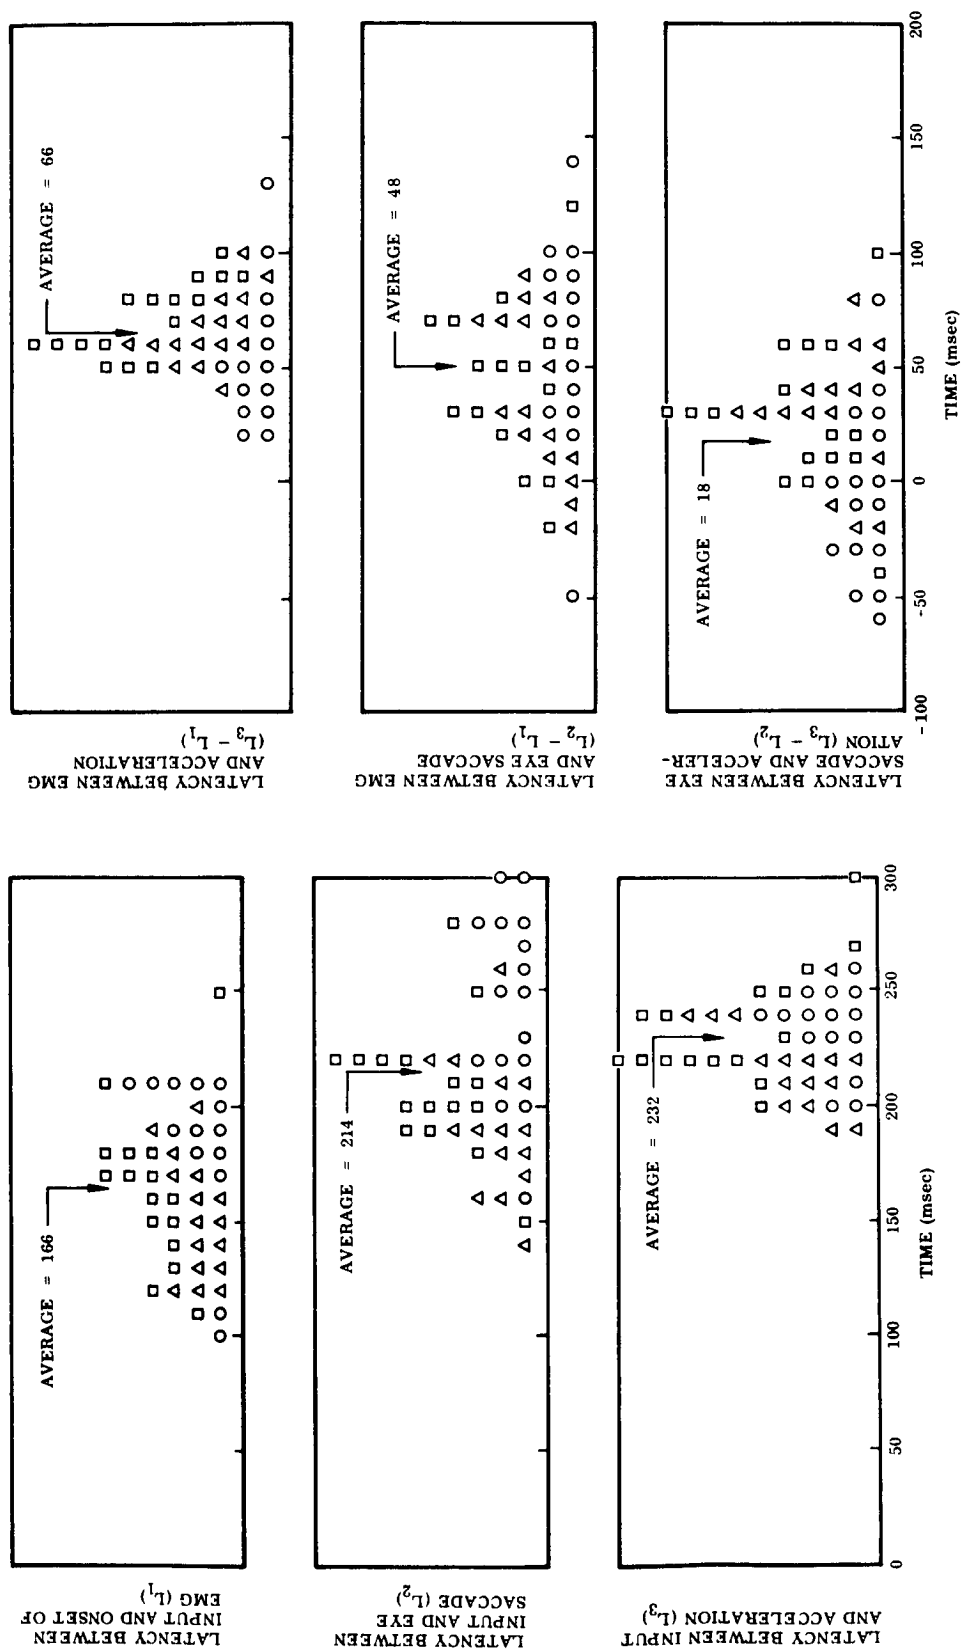 LATENCY BETWEEN
INPUT AND ONSET OF
EMG (L1)
AVERAGE = 166
LATENCY BETWEEN
INPUT AND EYE
SACCADE (L2)
AVERAGE = 214
LATENCY BETWEEN INPUT
AND ACCELERATION (L3)
AVERAGE = 232
0
50
100
150
200
250
300
TIME (msec)
LATENCY BETWEEN EMG
AND ACCELERATION
(L3 – L1)
AVERAGE = 66
LATENCY BETWEEN EMG
AND EYE SACCADE
(L2 – L1)
AVERAGE = 48
LATENCY BETWEEN EYE
SACCADE AND ACCELER-
ATION (L3 – L2)
AVERAGE = 18
-100
-50
0
50
100
150
200
TIME (msec)